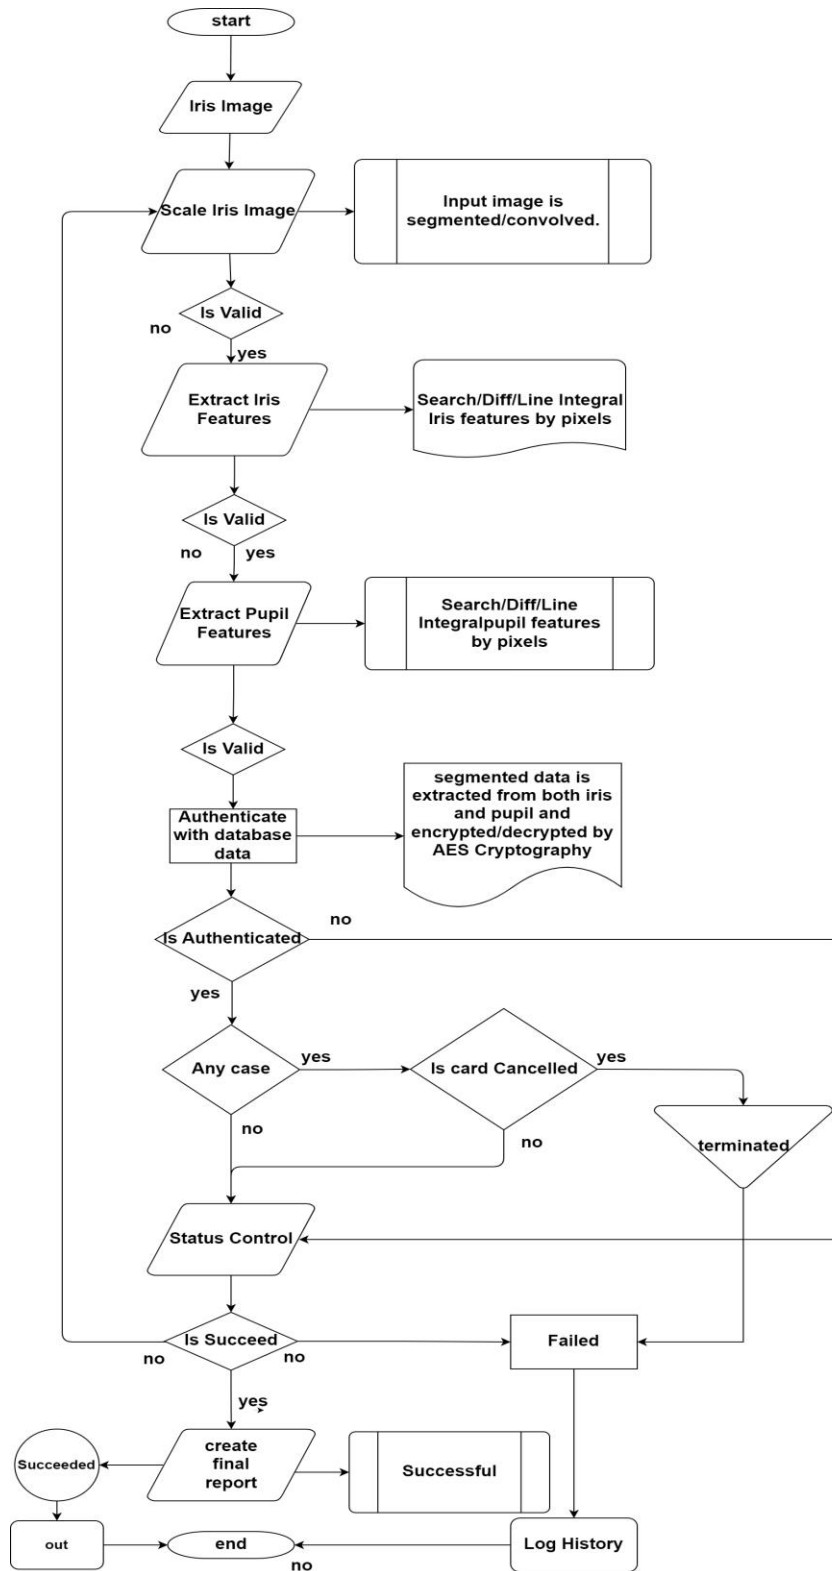 start
Iris Image
Scale Iris Image
Input image is
segmented/convolved.
Is Valid
no
yes
Extract Iris
Features
Search/Diff/Line Integral
Iris features by pixels
Is Valid
no
yes
Extract Pupil
Features
Search/Diff/Line
Integralpupil features
by pixels
Is Valid
Authenticate
with database
data
segmented data is
extracted from both iris
and pupil and
encrypted/decrypted by
AES Cryptography
Is Authenticated
no
yes
Any case
yes
Is card Cancelled
yes
no
no
terminated
Status Control
Is Succeed
no
no
Failed
yes
create
final
report
Succeeded
Successful
out
end
no
Log History